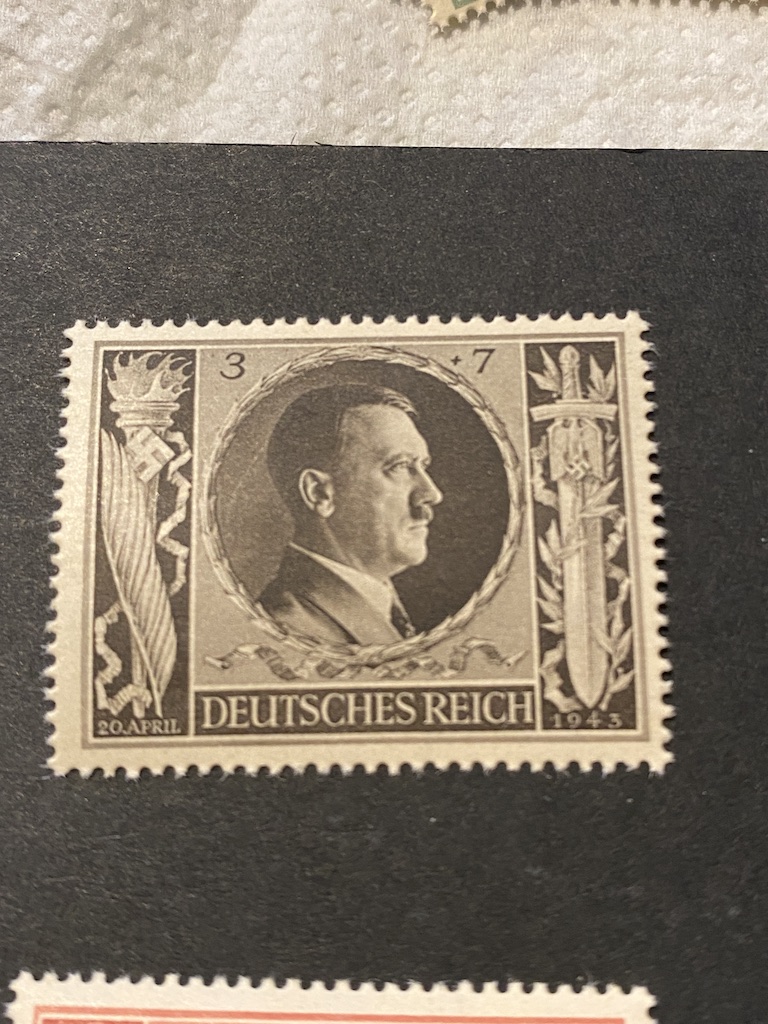 3 + 7
20. APRIL DEUTSCHES REICH 1943